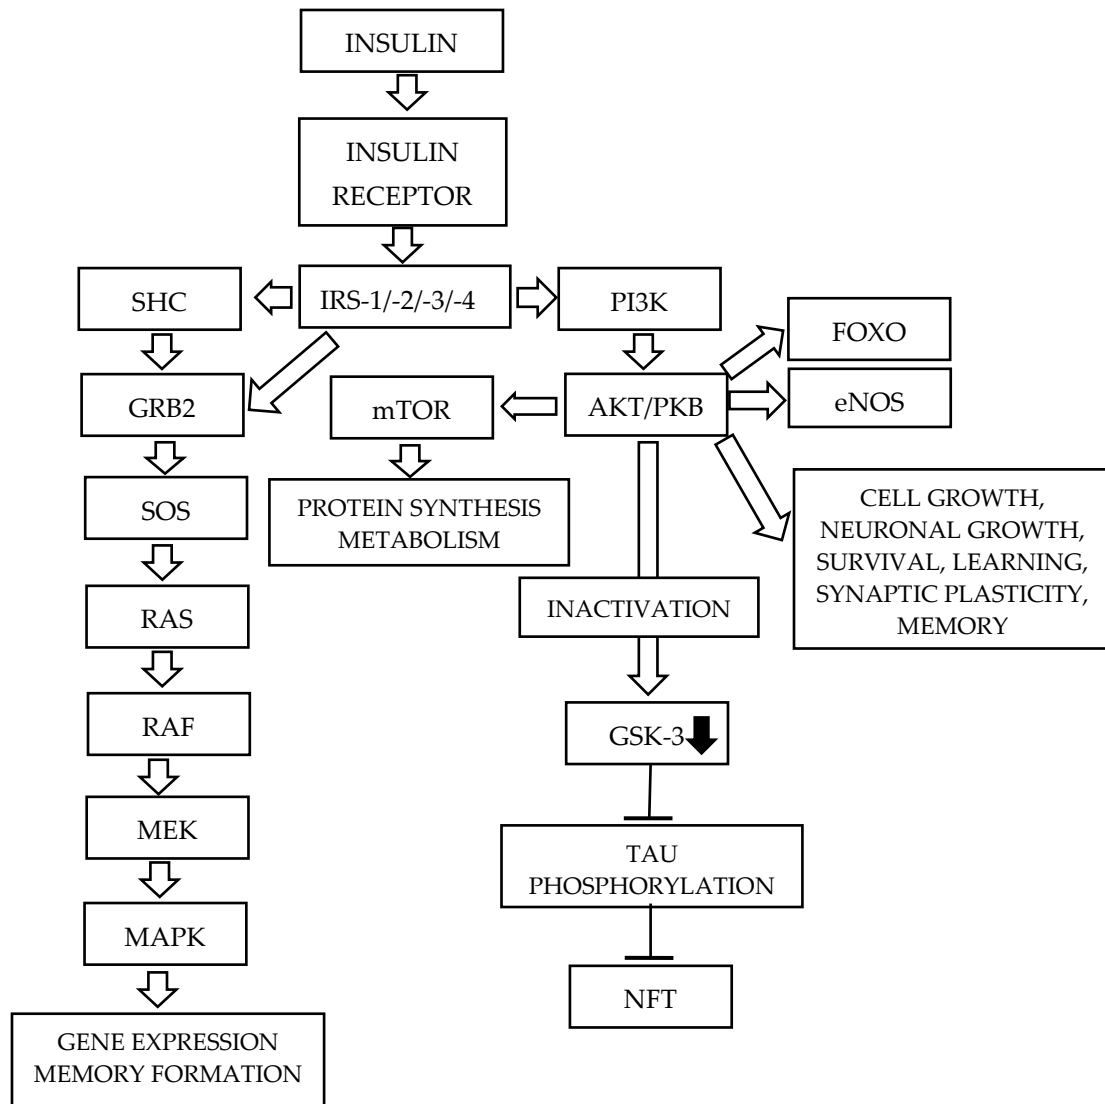 INSULIN
INSULIN
RECEPTOR
SHC
IRS-1/-2/-3/-4
PI3K
FOXO
GRB2
mTOR
AKT/PKB
eNOS
SOS
PROTEIN SYNTHESIS
METABOLISM
CELL GROWTH,
NEURONAL GROWTH,
SURVIVAL, LEARNING,
SYNAPTIC PLASTICITY,
MEMORY
RAS
INACTIVATION
RAF
GSK-3
MEK
TAU
PHOSPHORYLATION
MAPK
NFT
GENE EXPRESSION
MEMORY FORMATION